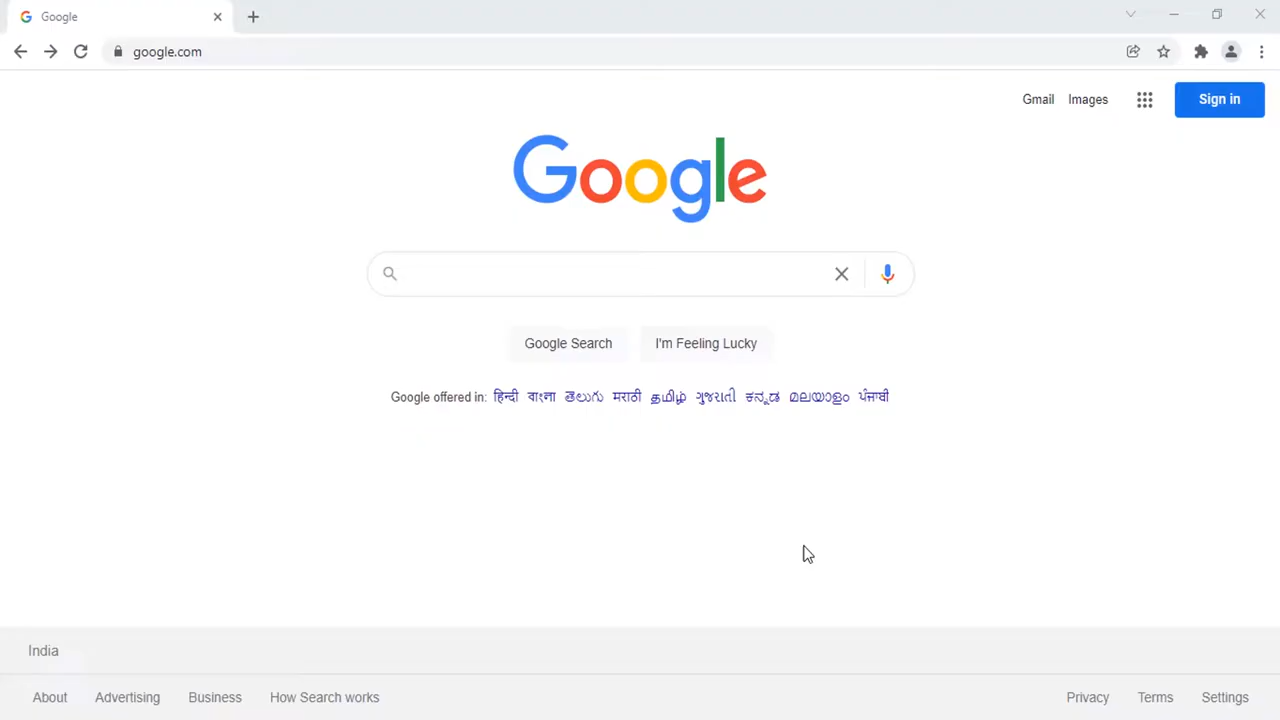 Google
google.com
Gmail Images Sign in
Google
Google Search I'm Feeling Lucky
Google offered in: हिन्दी বাংলা తెలుగు मराठी தமிழ் ગુજરાતી ಕನ್ನಡ മലയാളം ਪੰਜਾਬੀ
India
About Advertising Business How Search works Privacy Terms Settings